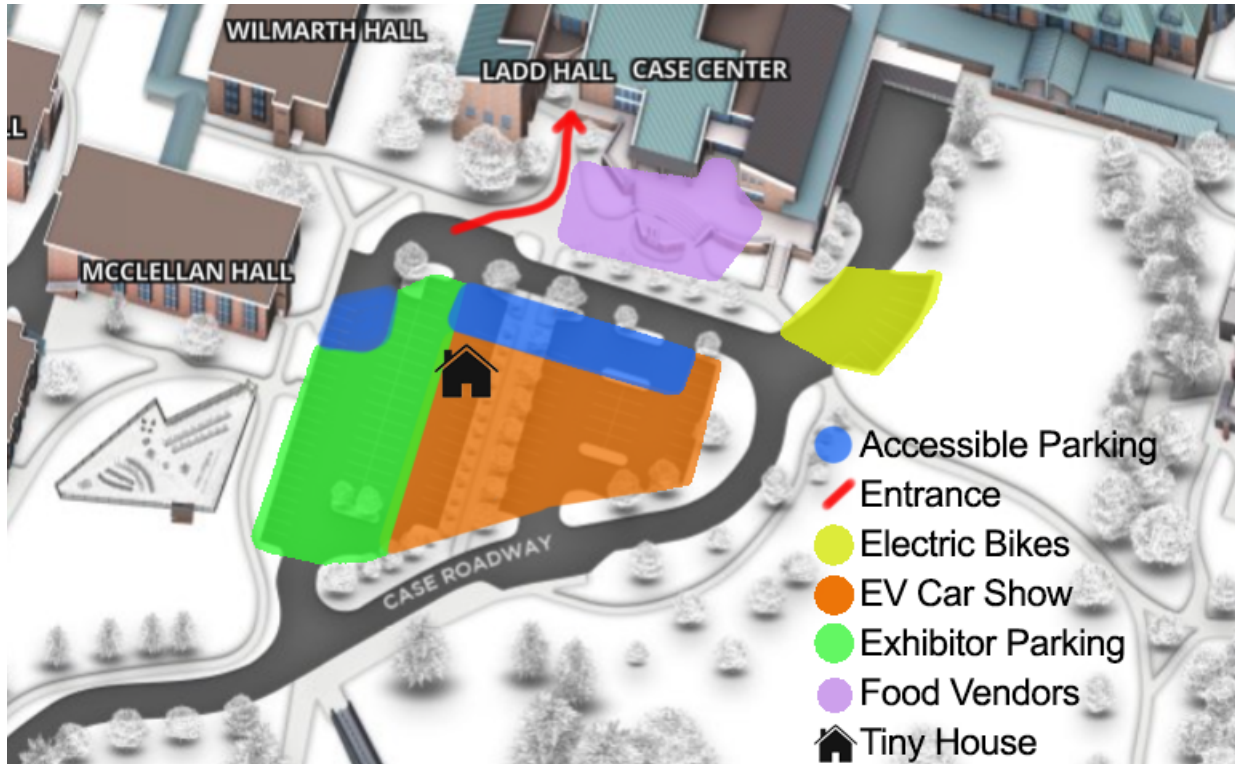 WILMARTH HALL
LADD HALL
CASE CENTER
LL
MCCLELLAN HALL
CASE ROADWAY
Accessible Parking
Entrance
Electric Bikes
EV Car Show
Exhibitor Parking
Food Vendors
Tiny House